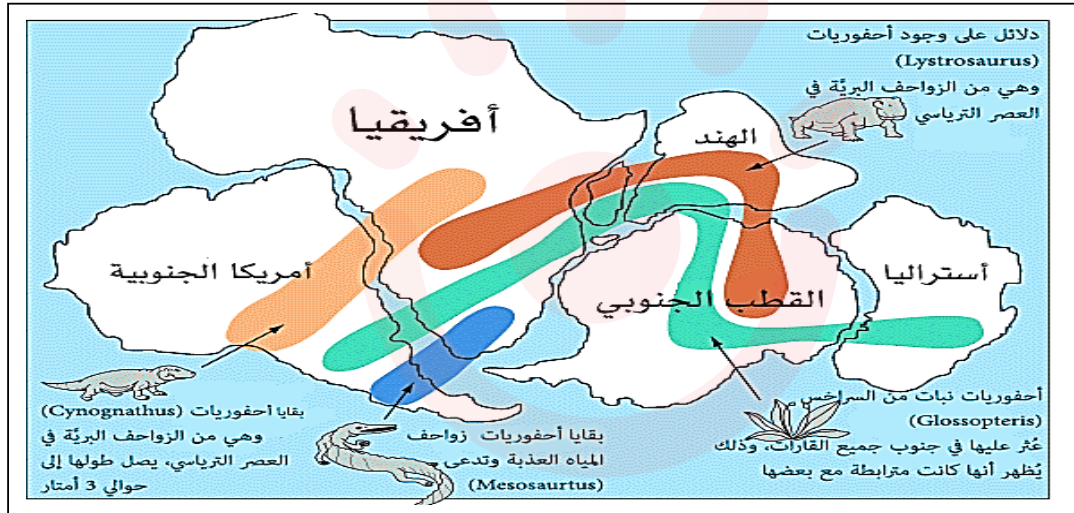 دلائل على وجود أحفوريات
(Lystrosaurus)
وهي من الزواحف البريَّة في
العصر الترياسي
أفريقيا
الهند
أمريكا الجنوبية
القطب الجنوبي
أستراليا
بقايا أحفوريات (Cynognathus)
وهي من الزواحف البريَّة في
العصر الترياسي، يصل طولها إلى
حوالي 3 أمتار
بقايا أحفوريات زواحف
المياه العذبة وتدعى
(Mesosaurtus)
أحفوريات نبات من السراخس
(Glossopteris)
عُثر عليها في جنوب جميع القارات، وذلك
يُظهر أنها كانت مترابطة مع بعضها